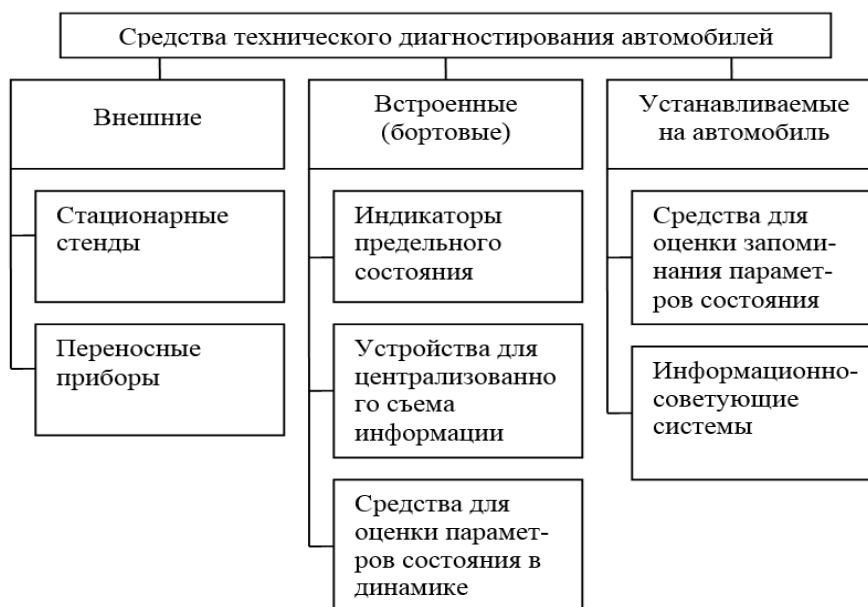 Средства технического диагностирования автомобилей
Внешние
Стационарные
стенды
Переносные
приборы
Встроенные
(бортовые)
Индикаторы
предельного
состояния
Устройства для
централизованно
го съема
информации
Средства для
оценки парамет-
ров состояния в
динамике
Устанавливаемые
на автомобиль
Средства для
оценки запоми-
нания парамет-
ров состояния
Информационно-
советующие
системы